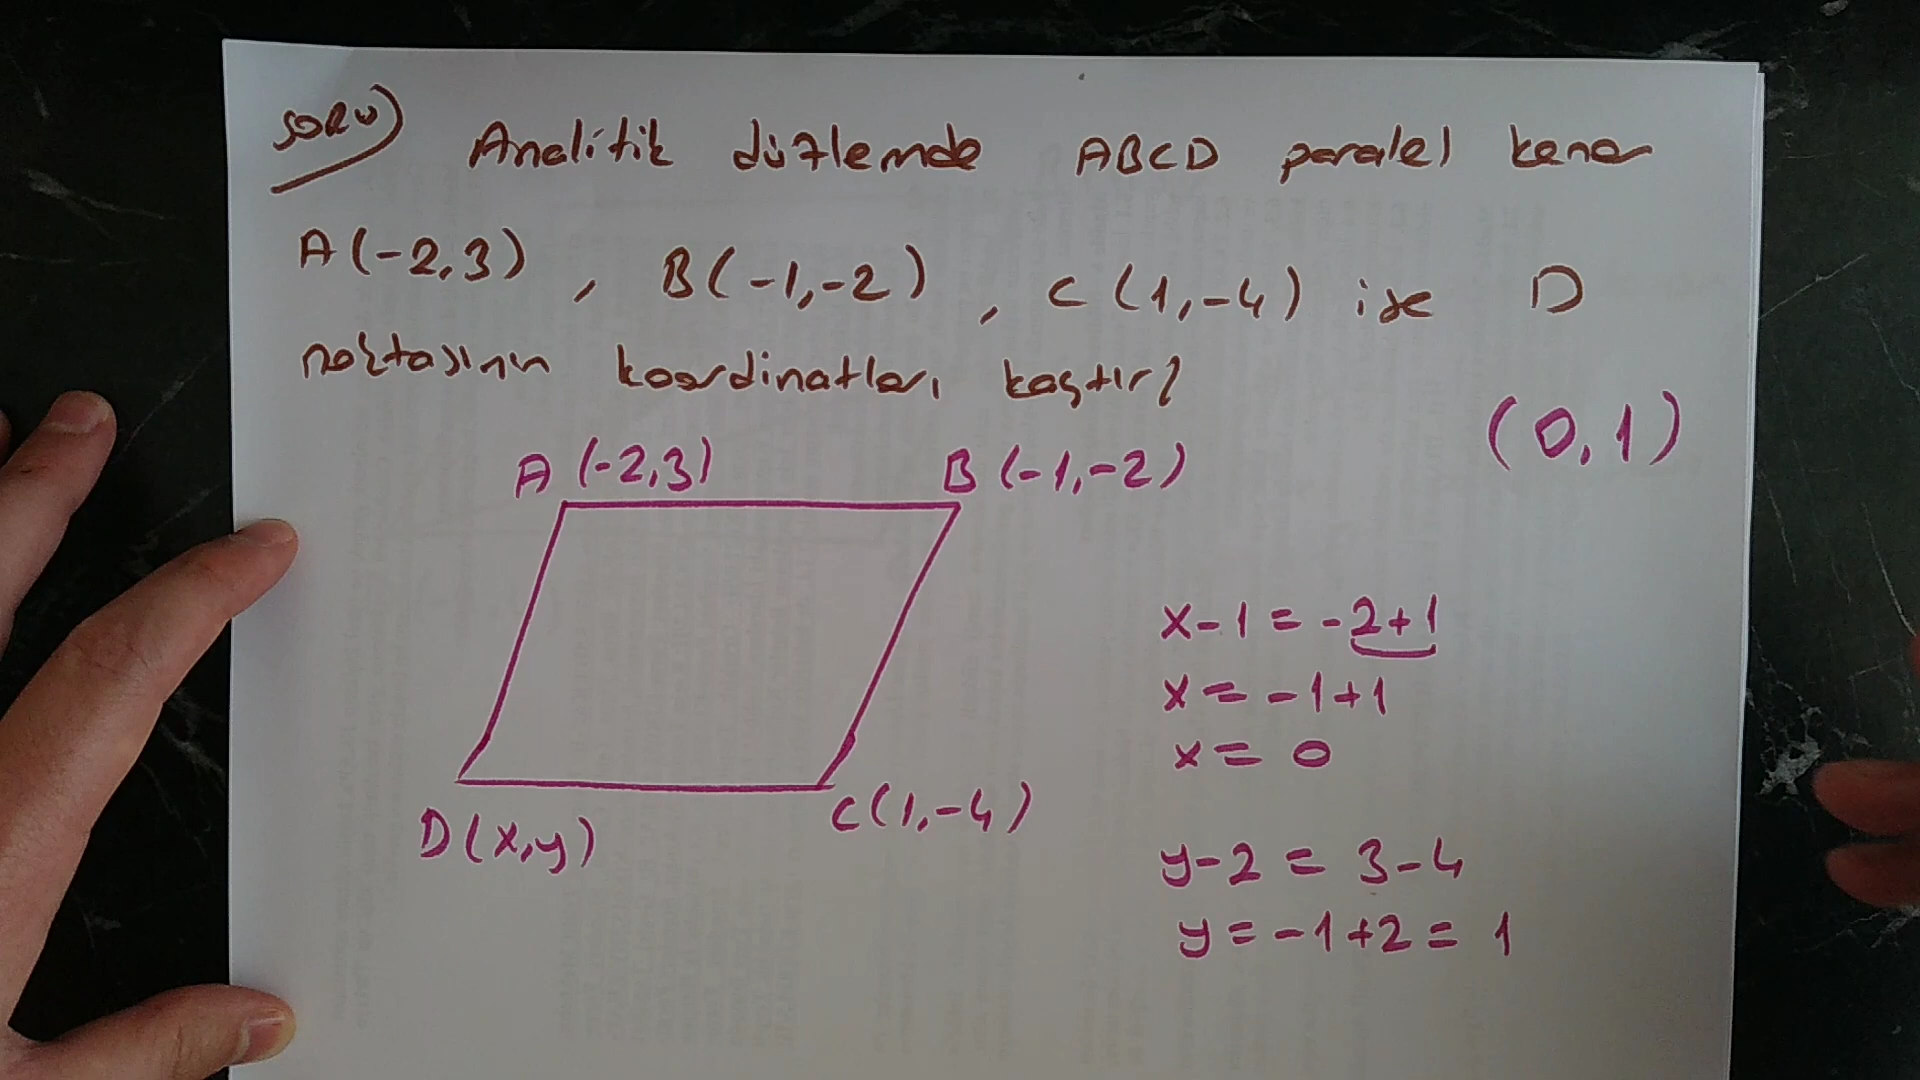 SORU) Analitik düzlemde ABCD paralel kenar
A(-2,3) , B(-1,-2) , C(1,-4) ise D
noktasının koordinatları kaçtır?
(0,1)
A(-2,3) B(-1,-2)
D(x,y) C(1,-4)
x-1 = -2+1
x = -1+1
x = 0
y-2 = 3-4
y = -1+2 = 1